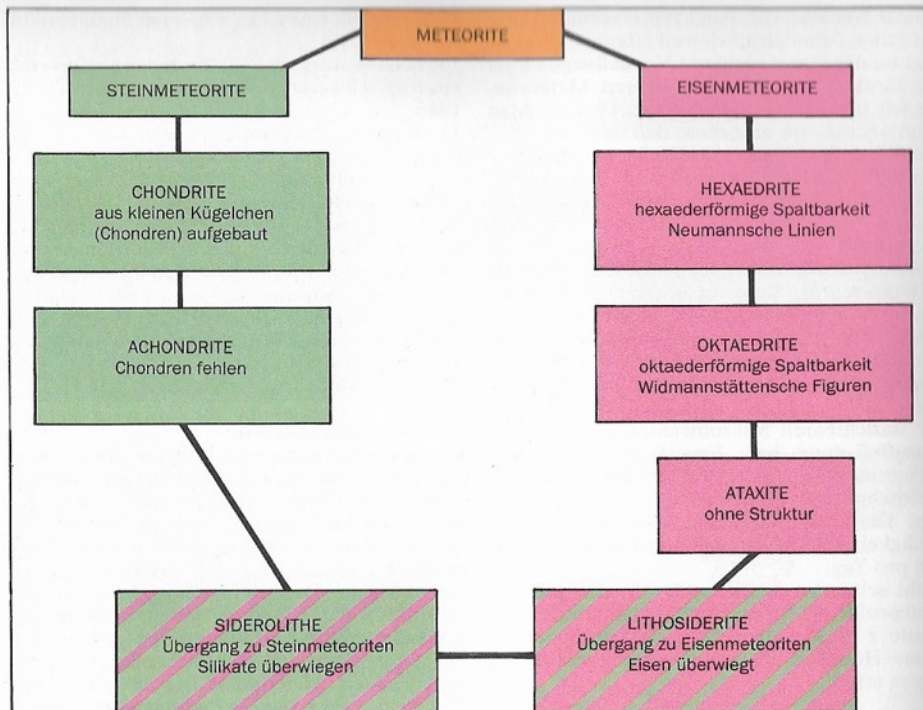 METEORITE
STEINMETEORITE
EISENMETEORITE
CHONDRITE
aus kleinen Kügelchen
(Chondren) aufgebaut
HEXAEDRITE
hexaederförmige Spaltbarkeit
Neumannsche Linien
ACHONDRITE
Chondren fehlen
OKTAEDRITE
oktaederförmige Spaltbarkeit
Widmannstättensche Figuren
ATAXITE
ohne Struktur
SIDEROLITHE
Übergang zu Steinmeteoriten
Silikate überwiegen
LITHOSIDERITE
Übergang zu Eisenmeteoriten
Eisen überwiegt